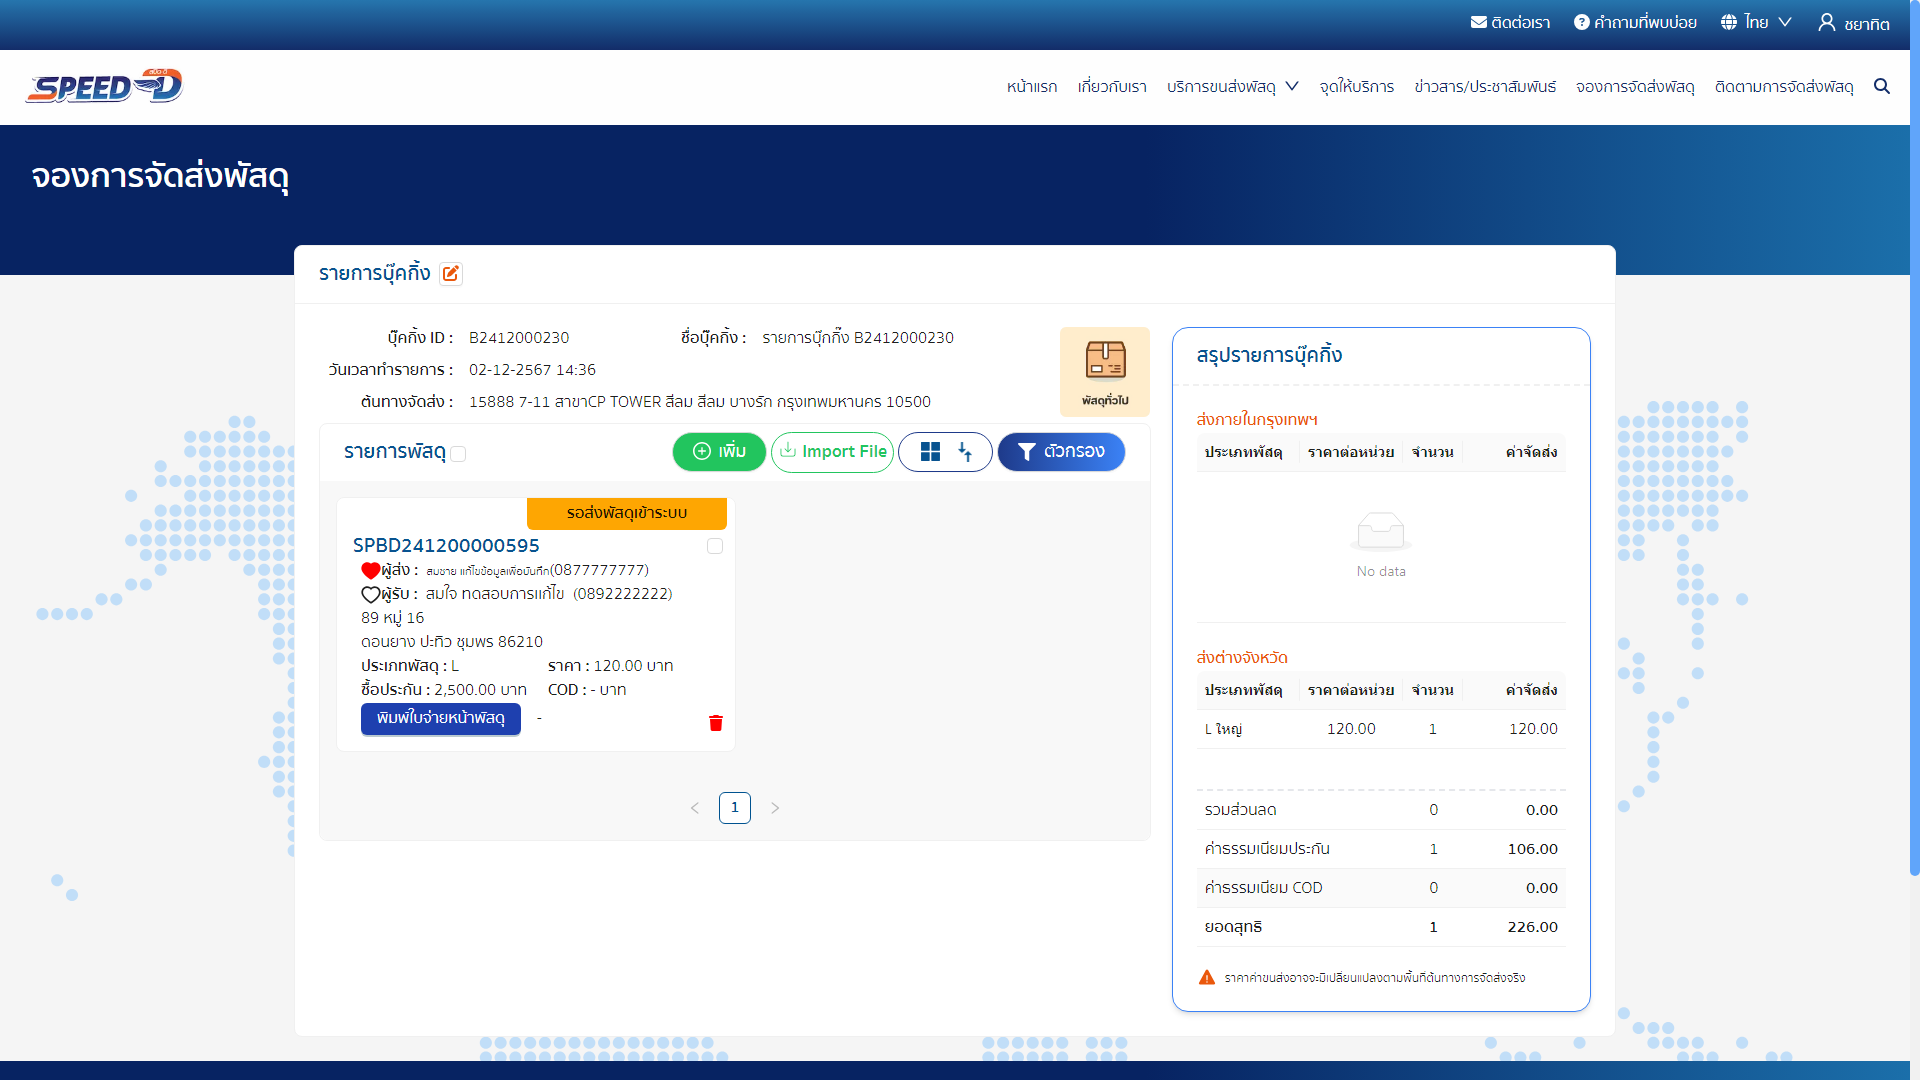 ติดต่อเรา
คำถามที่พบบ่อย
ไทย
ชยาทิต
สปีด-ดี
SPEED-D
หน้าแรก
เกี่ยวกับเรา
บริการขนส่งพัสดุ
จุดให้บริการ
ข่าวสาร/ประชาสัมพันธ์
จองการจัดส่งพัสดุ
ติดตามการจัดส่งพัสดุ
จองการจัดส่งพัสดุ
รายการบุ๊คกิ้ง
บุ๊คกิ้ง ID : B2412000230
ชื่อบุ๊คกิ้ง : รายการบุ๊กกิ้ง B2412000230
วันเวลาทำรายการ : 02-12-2567 14:36
ต้นทางจัดส่ง : 15888 7-11 สาขาCP TOWER สีลม สีลม บางรัก กรุงเทพมหานคร 10500
พัสดุทั่วไป
รายการพัสดุ
เพิ่ม
Import File
ตัวกรอง
รอส่งพัสดุเข้าระบบ
SPBD241200000595
ผู้ส่ง : สมชาย แก้ไขข้อมูลเพื่อบันทึก(0877777777)
ผู้รับ : สมใจ ทดสอบการแก้ไข (0892222222)
89 หมู่ 16
ดอนยาง ปะทิว ชุมพร 86210
ประเภทพัสดุ : L ราคา : 120.00 บาท
ซื้อประกัน : 2,500.00 บาท COD : - บาท
พิมพ์ใบจ่ายหน้าพัสดุ -
1
สรุปรายการบุ๊คกิ้ง
ส่งภายในกรุงเทพฯ
ประเภทพัสดุ ราคาต่อหน่วย จำนวน ค่าจัดส่ง
No data
ส่งต่างจังหวัด
ประเภทพัสดุ ราคาต่อหน่วย จำนวน ค่าจัดส่ง
L ใหญ่ 120.00 1 120.00
รวมส่วนลด 0 0.00
ค่าธรรมเนียมประกัน 1 106.00
ค่าธรรมเนียม COD 0 0.00
ยอดสุทธิ 1 226.00
ราคาค่าขนส่งอาจจะมีเปลี่ยนแปลงตามพื้นที่ต้นทางการจัดส่งจริง